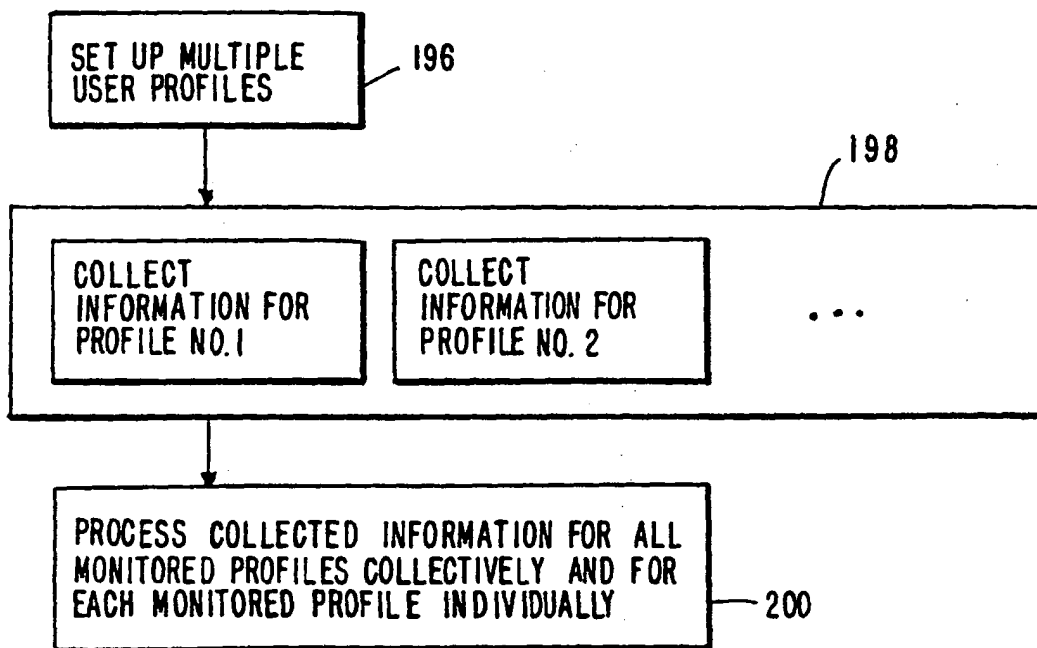 SET UP MULTIPLE
USER PROFILES
196
198
COLLECT
INFORMATION FOR
PROFILE NO. 1
COLLECT
INFORMATION FOR
PROFILE NO. 2
...
PROCESS COLLECTED INFORMATION FOR ALL
MONITORED PROFILES COLLECTIVELY AND FOR
EACH MONITORED PROFILE INDIVIDUALLY
200